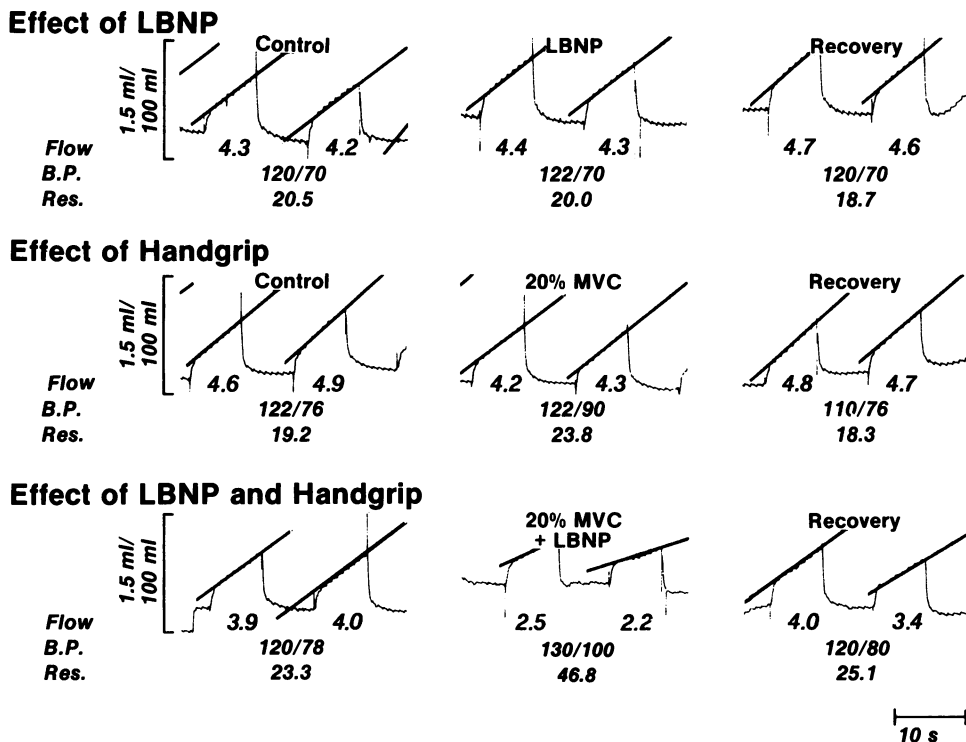 Effect of LBNP
Control LBNP Recovery
1.5 ml/
100 ml
Flow 4.3 4.2 4.4 4.3 4.7 4.6
B.P. 120/70 122/70 120/70
Res. 20.5 20.0 18.7
Effect of Handgrip
Control 20% MVC Recovery
1.5 ml/
100 ml
Flow 4.6 4.9 4.2 4.3 4.8 4.7
B.P. 122/76 122/90 110/76
Res. 19.2 23.8 18.3
Effect of LBNP and Handgrip
20% MVC Recovery
+ LBNP
1.5 ml/
100 ml
Flow 3.9 4.0 2.5 2.2 4.0 3.4
B.P. 120/78 130/100 120/80
Res. 23.3 46.8 25.1
10 s